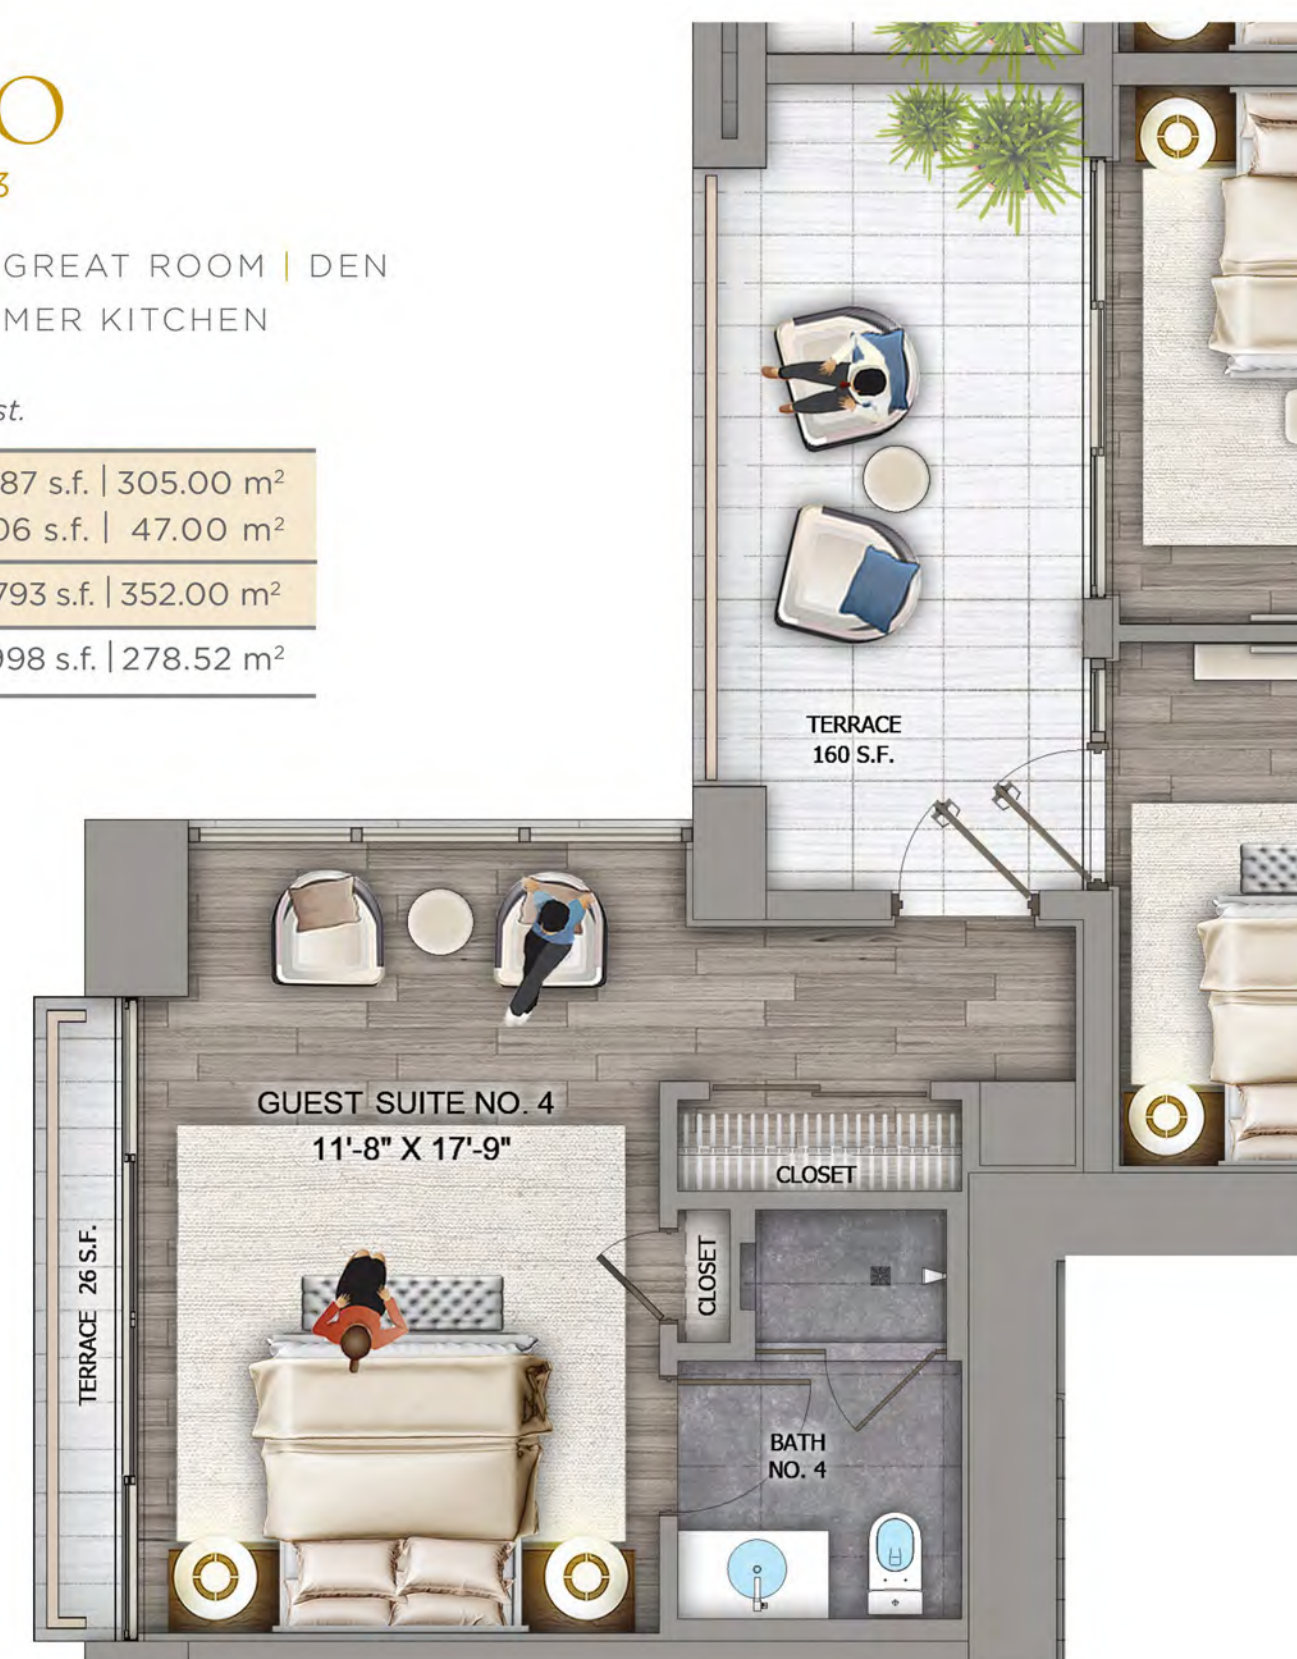 O
3
GREAT ROOM | DEN
MER KITCHEN
st.
87 s.f. | 305.00 m²
06 s.f. | 47.00 m²
793 s.f. | 352.00 m²
998 s.f. | 278.52 m²
TERRACE
160 S.F.
GUEST SUITE NO. 4
11'-8" X 17'-9"
CLOSET
CLOSET
TERRACE 26 S.F.
BATH
NO. 4